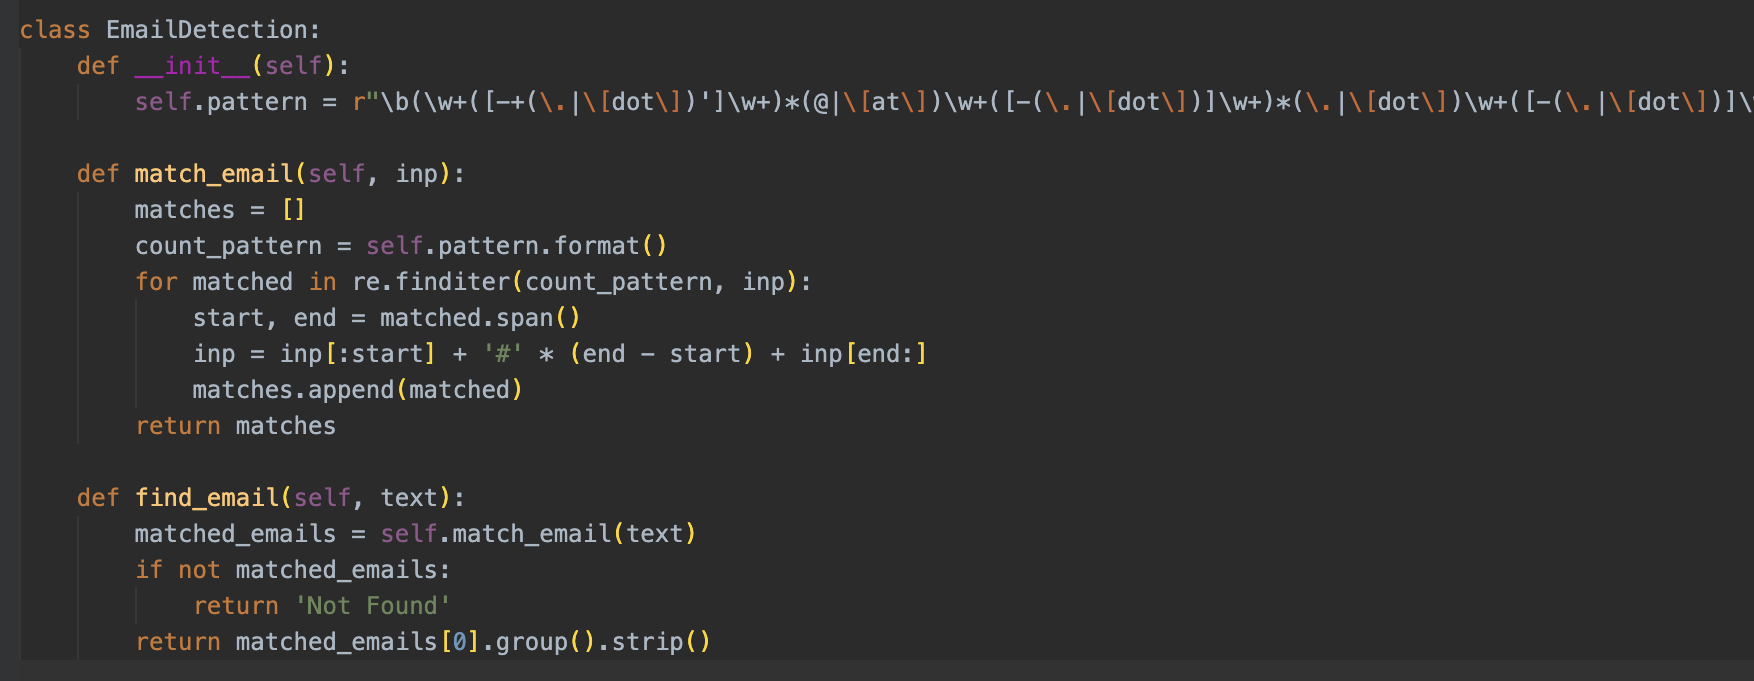 class EmailDetection:
    def __init__(self):
        self.pattern = r"\b(\w+([-+(\.|\[dot\])']\w+)*(@|\[at\])\w+([-(\.|\[dot\])]\w+)*(\.|\[dot\])\w+([-(\.|\[dot\])]\
    def match_email(self, inp):
        matches = []
        count_pattern = self.pattern.format()
        for matched in re.finditer(count_pattern, inp):
            start, end = matched.span()
            inp = inp[:start] + '#' * (end - start) + inp[end:]
            matches.append(matched)
        return matches
    def find_email(self, text):
        matched_emails = self.match_email(text)
        if not matched_emails:
            return 'Not Found'
        return matched_emails[0].group().strip()